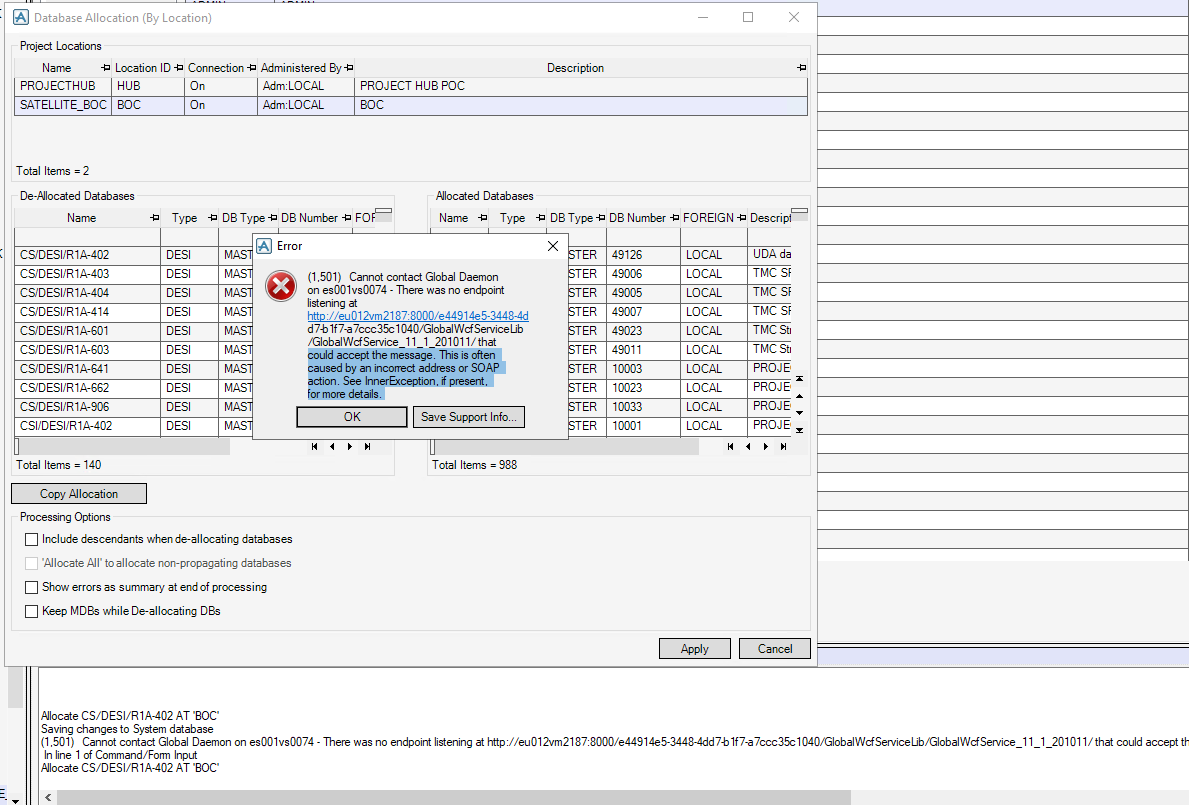 Database Allocation (By Location)
Project Locations
Name Location ID Connection Administered By Description
PROJECTHUB HUB On Adm:LOCAL PROJECT HUB POC
SATELLITE_BOC BOC On Adm:LOCAL BOC
Total Items = 2
De-Allocated Databases
Name Type DB Type DB Number FOR
CS/DESI/R1A-402 DESI MAST
CS/DESI/R1A-403 DESI MAST
CS/DESI/R1A-404 DESI MAST
CS/DESI/R1A-414 DESI MAST
CS/DESI/R1A-601 DESI MAST
CS/DESI/R1A-603 DESI MAST
CS/DESI/R1A-641 DESI MAST
CS/DESI/R1A-662 DESI MAST
CS/DESI/R1A-906 DESI MAST
CSI/DESI/R1A-402 DESI MAST
Total Items = 140
Allocated Databases
Name Type DB Type DB Number FOREIGN Descript
STER 49126 LOCAL UDA da
STER 49006 LOCAL TMC SF
STER 49005 LOCAL TMC SF
STER 49007 LOCAL TMC SF
STER 49023 LOCAL TMC Str
STER 49011 LOCAL TMC Str
STER 10003 LOCAL PROJE
STER 10023 LOCAL PROJE
STER 10033 LOCAL PROJE
STER 10001 LOCAL PROJE
Total Items = 988
Error
(1,501) Cannot contact Global Daemon
on es001vs0074 - There was no endpoint
listening at
http://eu012vm2187:8000/e44914e5-3448-4d
d7-b1f7-a7ccc35c1040/GlobalWcfServiceLib
/GlobalWcfService_11_1_201011/ that
could accept the message. This is often
caused by an incorrect address or SOAP
action. See InnerException, if present,
for more details.
OK Save Support Info...
Copy Allocation
Processing Options
Include descendants when de-allocating databases
'Allocate All' to allocate non-propagating databases
Show errors as summary at end of processing
Keep MDBs while De-allocating DBs
Apply Cancel
Allocate CS/DESI/R1A-402 AT 'BOC'
Saving changes to System database
(1,501) Cannot contact Global Daemon on es001vs0074 - There was no endpoint listening at http://eu012vm2187:8000/e44914e5-3448-4dd7-b1f7-a7ccc35c1040/GlobalWcfServiceLib/GlobalWcfService_11_1_201011/ that could accept th
In line 1 of Command/Form Input
Allocate CS/DESI/R1A-402 AT 'BOC'